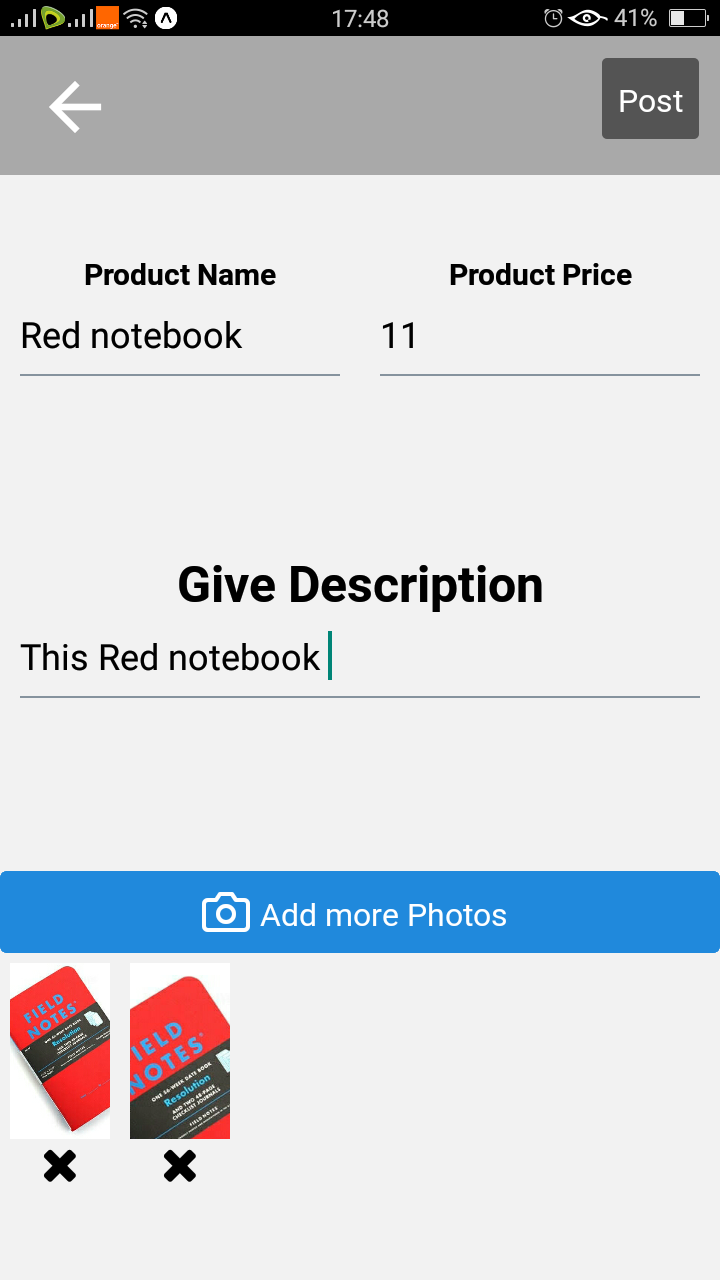 orange
17:48
41%
Post
Product Name
Product Price
Red notebook
11
Give Description
This Red notebook
Add more Photos
FIELD
NOTES
Resolution
IELD
NOTES
ONE 56-WEEK DATE BOOK
Resolution
AND TWO 48-PAGE
CHECKLIST JOURNALS
FIELD NOTES